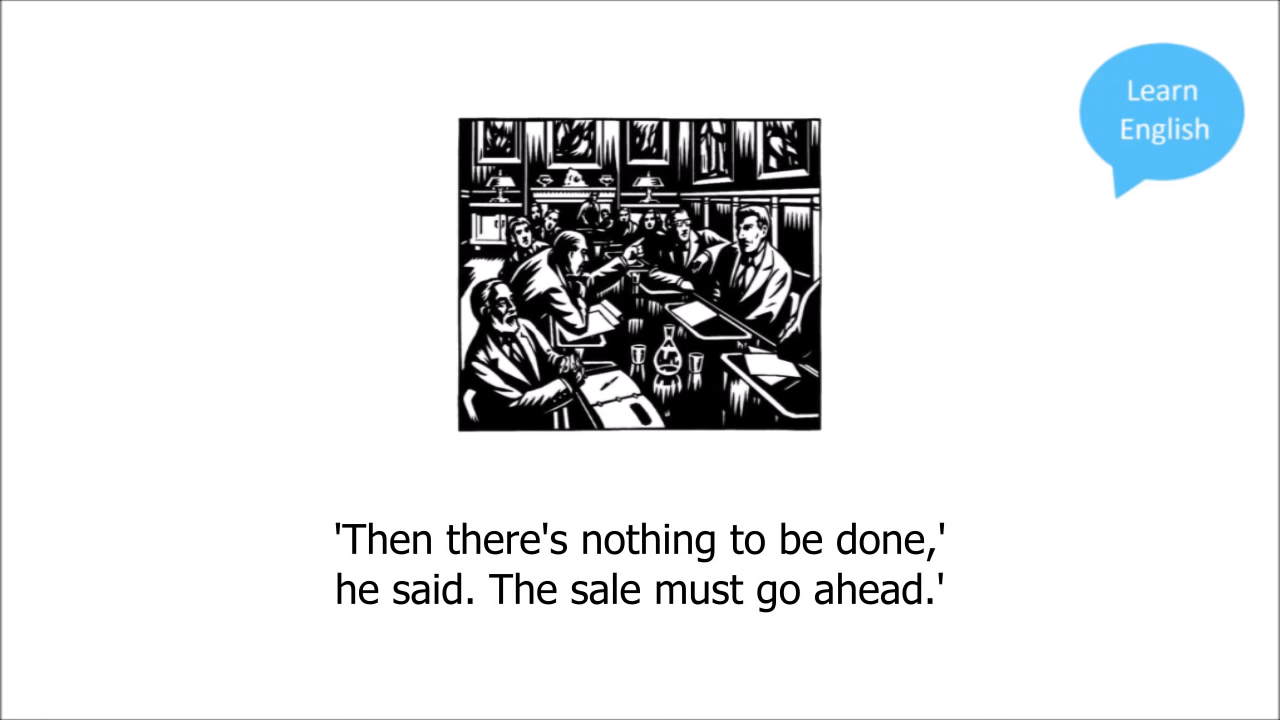 Learn
English
'Then there's nothing to be done,'
he said. The sale must go ahead.'